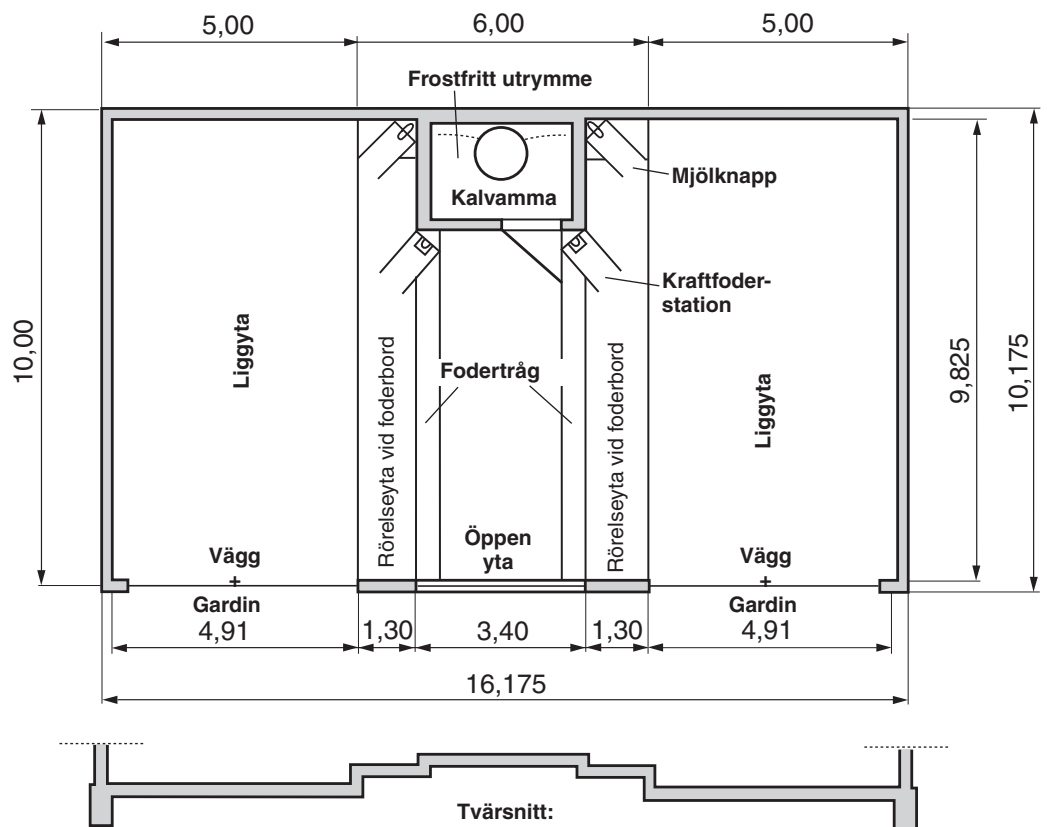 5,00
6,00
5,00
Frostfritt utrymme
Mjölknapp
Kalvamma
Kraftfoder-
station
10,00
Liggyta
Rörelseyta vid foderbord
Fodertråg
Rörelseyta vid foderbord
Liggyta
9,825
10,175
Öppen
yta
Vägg
+
Gardin
Vägg
+
Gardin
4,91
1,30
3,40
1,30
4,91
16,175
Tvärsnitt: